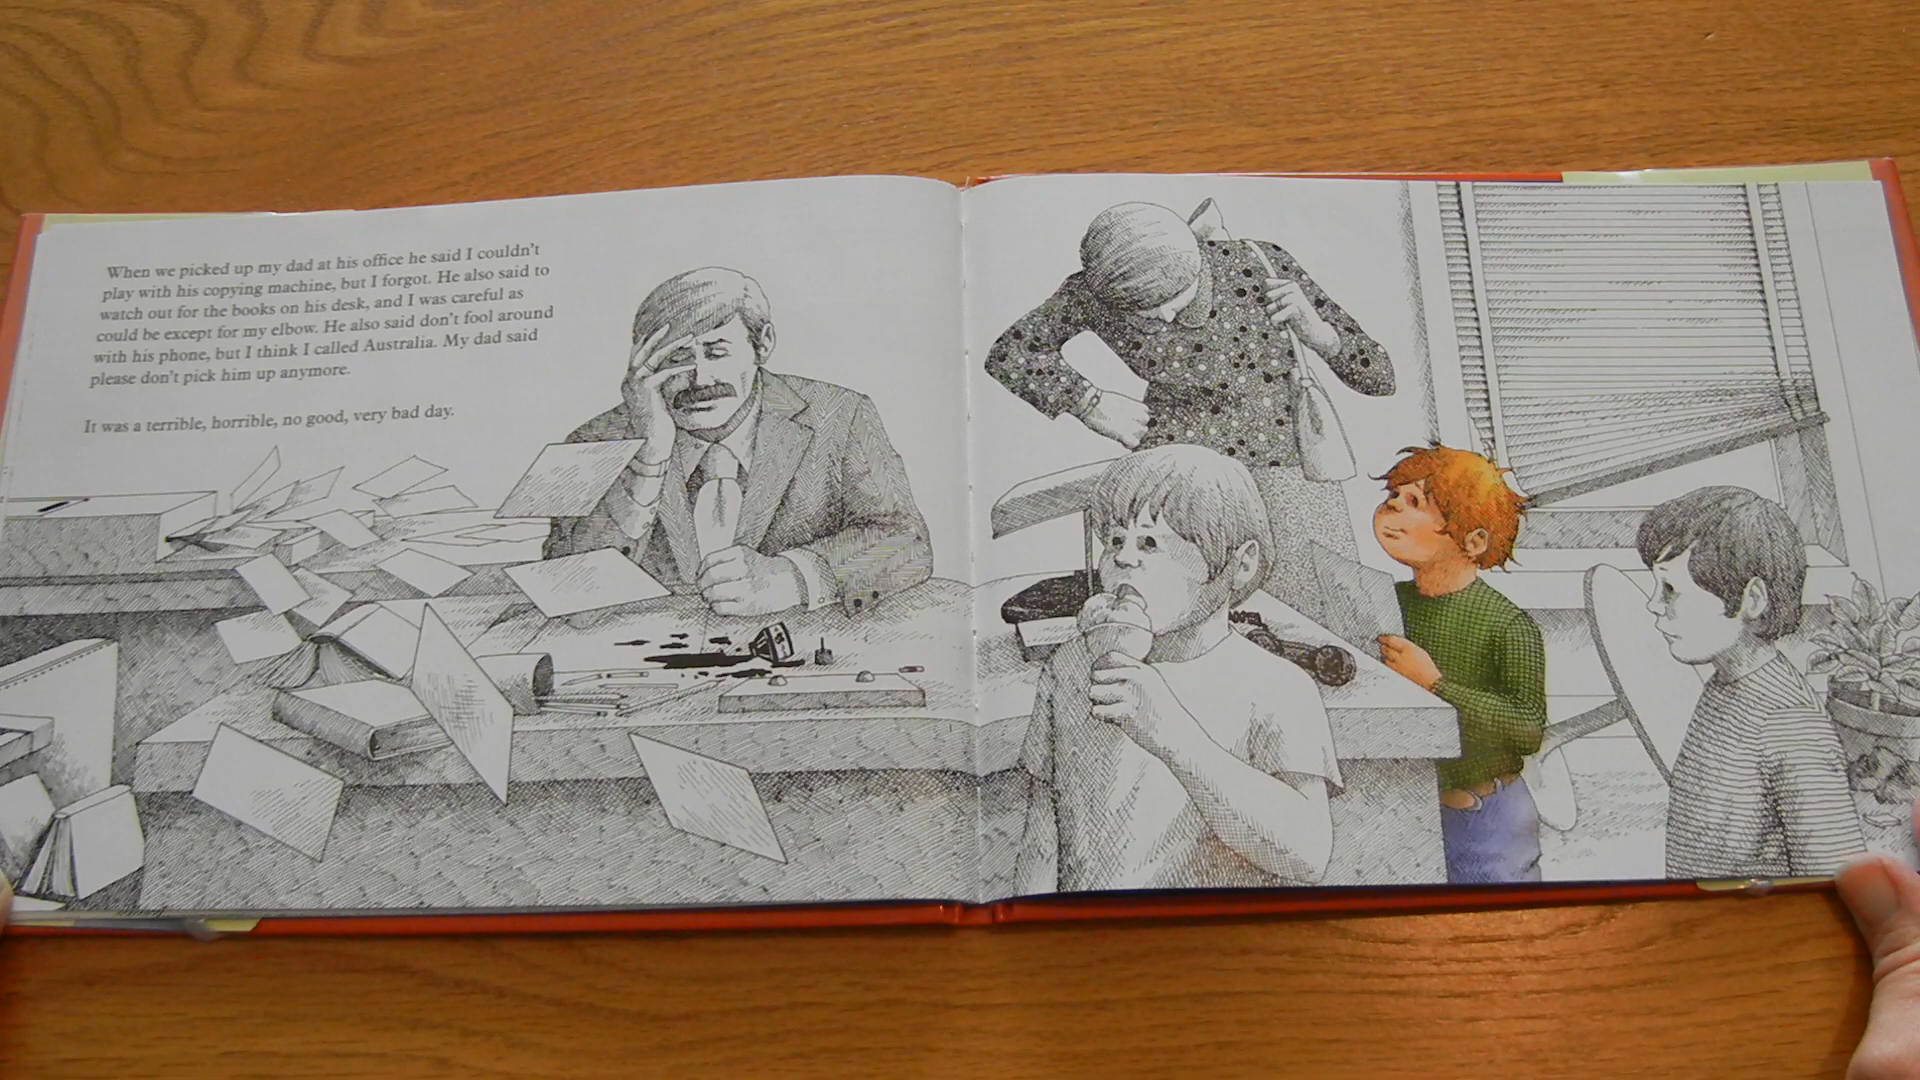 When we picked up my dad at his office he said I couldn't
play with his copying machine, but I forgot. He also said to
watch out for the books on his desk, and I was careful as
could be except for my elbow. He also said don't fool around
with his phone, but I think I called Australia. My dad said
please don't pick him up anymore.
It was a terrible, horrible, no good, very bad day.